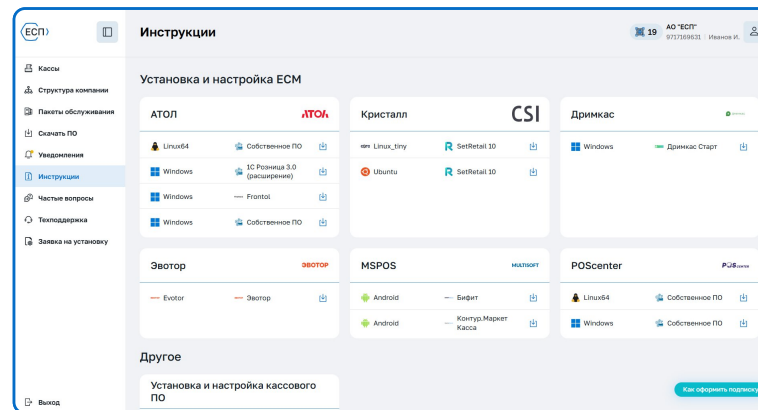 ЕСП
Инструкции
19
АО "ЕСП"
9717169631 Иванов И.
Кассы
Структура компании
Пакеты обслуживания
Скачать ПО
Уведомления
Инструкции
Частые вопросы
Техподдержка
Заявка на установку
Выход
Установка и настройка ЕСМ
АТОЛ АТОЛ
Linux64 Собственное ПО
Windows 1С Розница 3.0 (расширение)
Windows Frontol
Windows Собственное ПО
Кристалл CSI
Linux_tiny SetRetail 10
Ubuntu SetRetail 10
Дримкас
Windows Дримкас Старт
Эвотор ЭВОТОР
Evotor Эвотор
MSPOS MULTISOFT
Android Бифит
Android Контур.Маркет Касса
POScenter POScenter
Linux64 Собственное ПО
Windows Собственное ПО
Другое
Установка и настройка кассового
ПО
Как оформить подписку